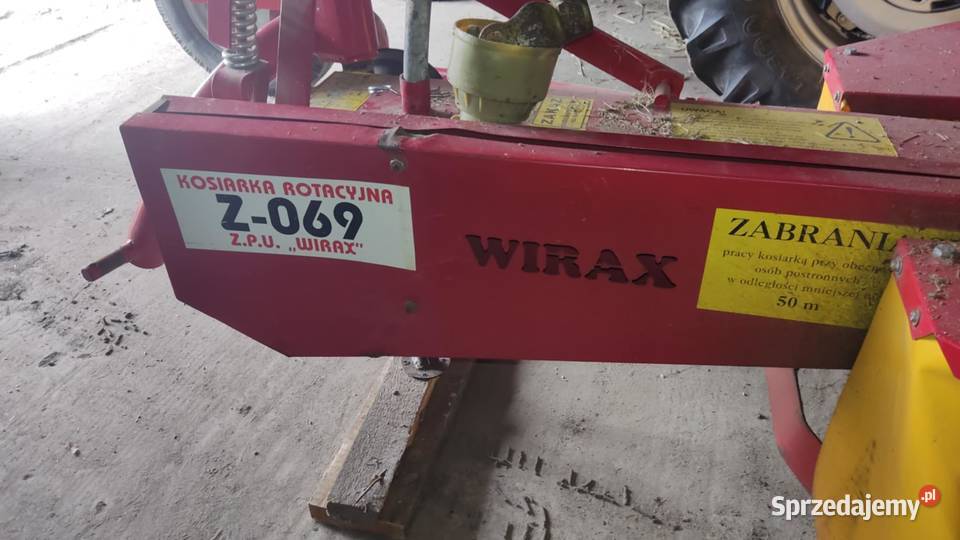 KOSIARKA ROTACYJNA
Z-069
Z.P.U. „WIRAX"
WIRAX
ZABRANIA
pracy kosiarką przy obecn
osób postronnych
w odległości mniejszej
50 m
Sprzedajemy.pl